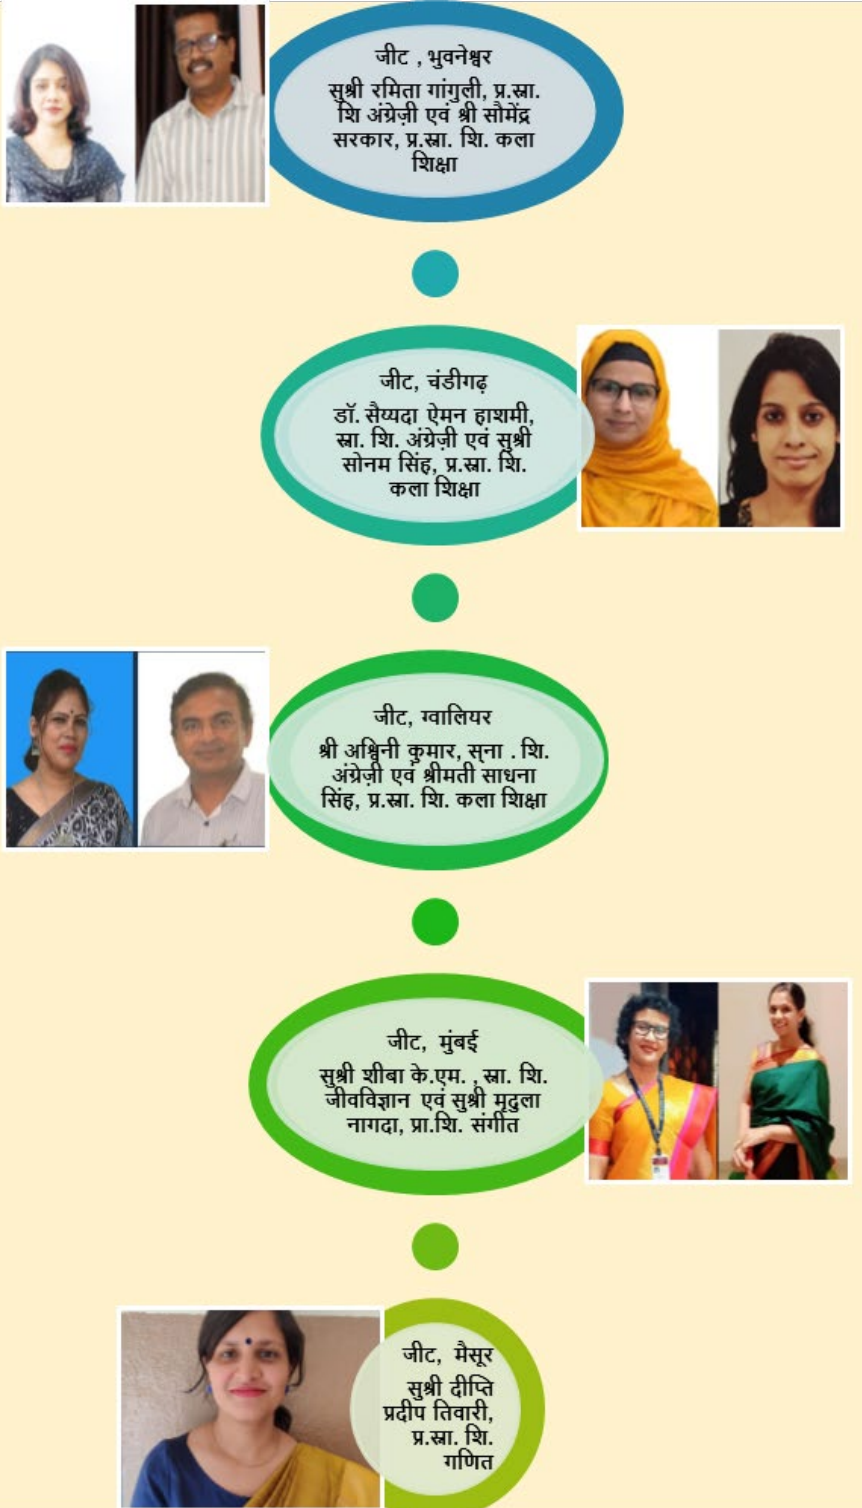 जीट , भुवनेश्वर
सुश्री रमिता गांगुली, प्र.स्ना.
शि अंग्रेज़ी एवं श्री सौमेंद्र
सरकार, प्र.स्ना. शि. कला
शिक्षा
जीट, चंडीगढ़
डॉ. सैय्यदा ऐमन हाशमी,
स्ना. शि. अंग्रेज़ी एवं सुश्री
सोनम सिंह, प्र.स्ना. शि.
कला शिक्षा
जीट, ग्वालियर
श्री अश्विनी कुमार, स्‌ना . शि.
अंग्रेज़ी एवं श्रीमती साधना
सिंह, प्र.स्ना. शि. कला शिक्षा
जीट, मुंबई
सुश्री शीबा के.एम. , स्ना. शि.
जीवविज्ञान एवं सुश्री मृदुला
नागदा, प्रा.शि. संगीत
जीट, मैसूर
सुश्री दीप्ति
प्रदीप तिवारी,
प्र.स्ना. शि.
गणित